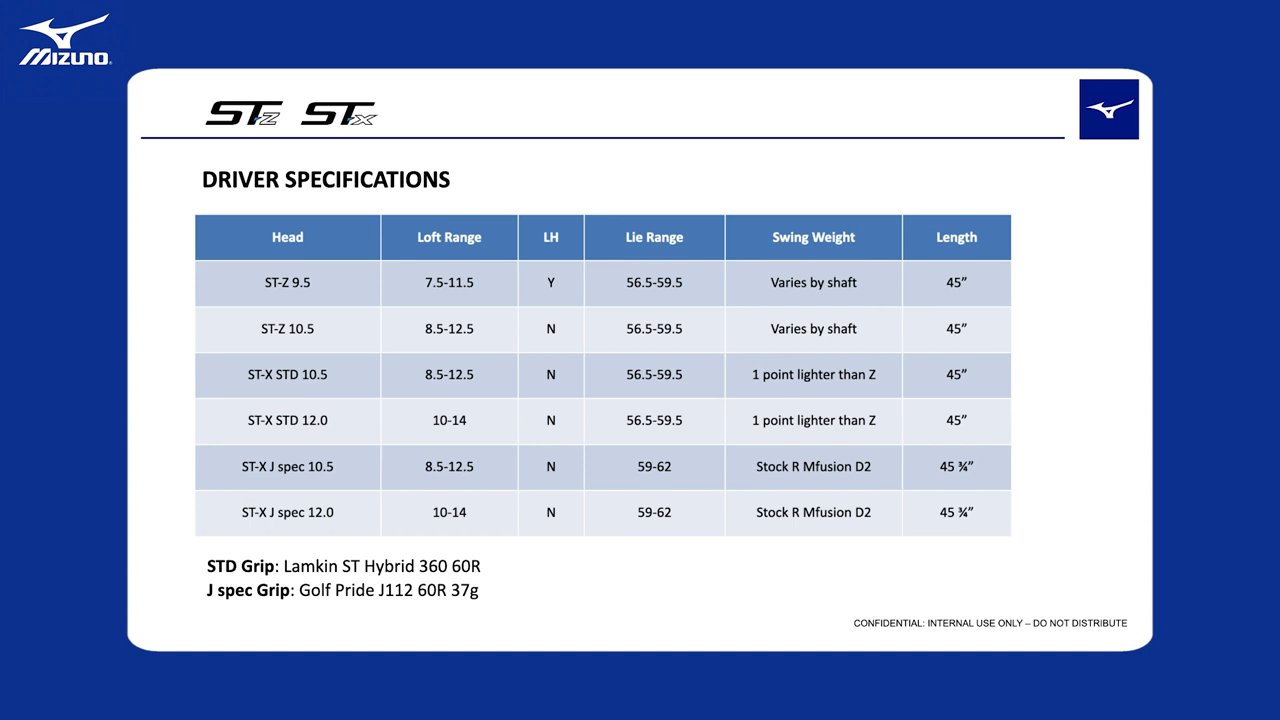 MIZUNO
STZ STX
DRIVER SPECIFICATIONS
Head Loft Range LH Lie Range Swing Weight Length
ST-Z 9.5 7.5-11.5 Y 56.5-59.5 Varies by shaft 45”
ST-Z 10.5 8.5-12.5 N 56.5-59.5 Varies by shaft 45”
ST-X STD 10.5 8.5-12.5 N 56.5-59.5 1 point lighter than Z 45”
ST-X STD 12.0 10-14 N 56.5-59.5 1 point lighter than Z 45”
ST-X J spec 10.5 8.5-12.5 N 59-62 Stock R Mfusion D2 45 ¾”
ST-X J spec 12.0 10-14 N 59-62 Stock R Mfusion D2 45 ¾”
STD Grip: Lamkin ST Hybrid 360 60R
J spec Grip: Golf Pride J112 60R 37g
CONFIDENTIAL: INTERNAL USE ONLY – DO NOT DISTRIBUTE